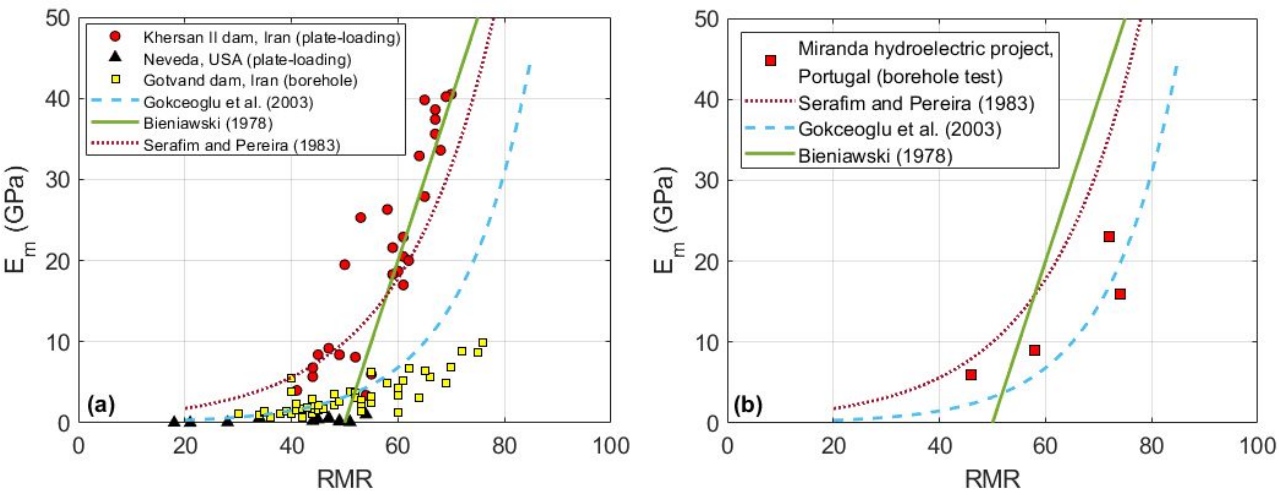 50
40
30
20
10
0
E_m (GPa)
Khersan II dam, Iran (plate-loading)
Neveda, USA (plate-loading)
Gotvand dam, Iran (borehole)
Gokceoglu et al. (2003)
Bieniawski (1978)
Serafim and Pereira (1983)
(a)
0 20 40 60 80 100
RMR
50
40
30
20
10
0
E_m (GPa)
Miranda hydroelectric project,
Portugal (borehole test)
Serafim and Pereira (1983)
Gokceoglu et al. (2003)
Bieniawski (1978)
(b)
0 20 40 60 80 100
RMR